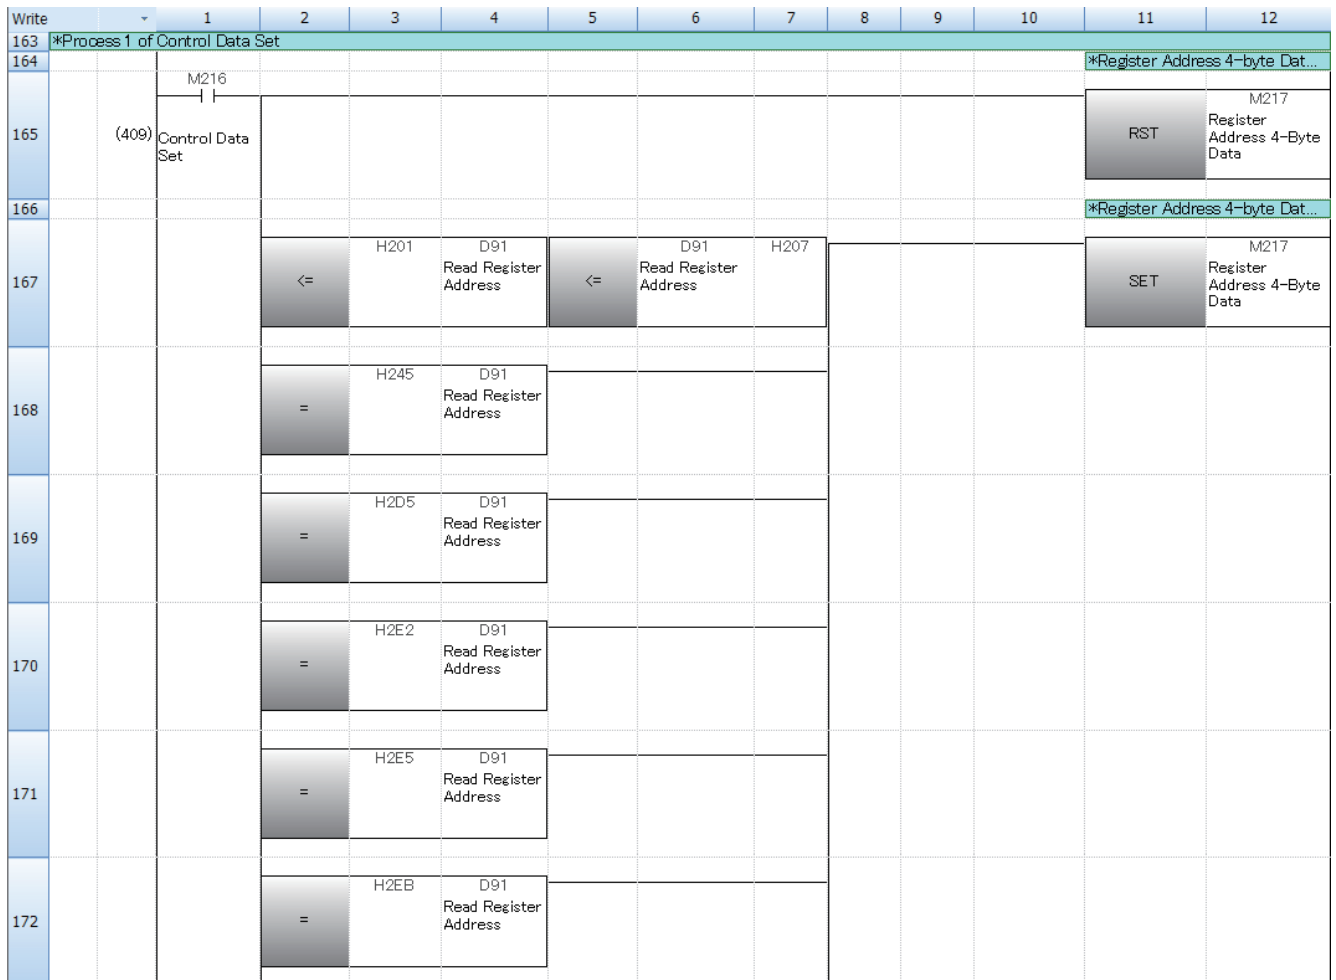 Write 1 2 3 4 5 6 7 8 9 10 11 12
163 *Process 1 of Control Data Set
164 *Register Address 4-byte Dat...
M216
165 (409) Control Data
Set
RST
M217
Register
Address 4-Byte
Data
166 *Register Address 4-byte Dat...
167 <= H201 D91
Read Register
Address
<= D91 H207
Read Register
Address
SET
M217
Register
Address 4-Byte
Data
168 = H245 D91
Read Register
Address
169 = H2D5 D91
Read Register
Address
170 = H2E2 D91
Read Register
Address
171 = H2E5 D91
Read Register
Address
172 = H2EB D91
Read Register
Address